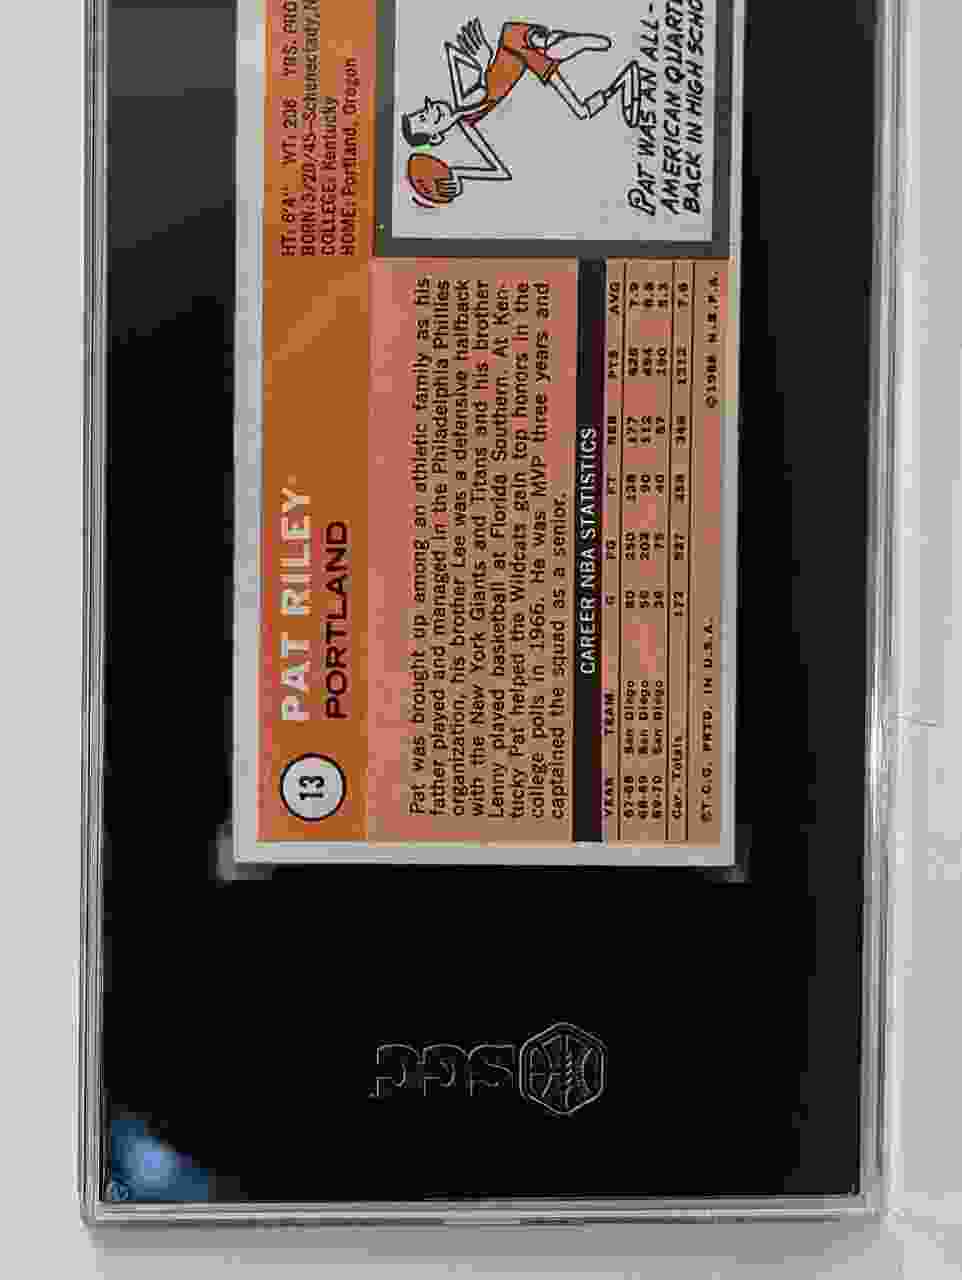 13
PAT RILEY
PORTLAND
HT: 6'4" WT: 206 YRS. PRO
BORN: 3/20/45-Schenectady, N
COLLEGE: Kentucky
HOME: Portland, Oregon
Pat was brought up among an athletic family as his
father played and managed in the Philadelphia Phillies
organization, his brother Lee was a defensive halfback
with the New York Giants and Titans and his brother
Lenny played basketball at Florida Southern. At Ken-
tucky Pat helped the Wildcats gain top honors in the
college polls in 1966. He was MVP three years and
captained the squad as a senior.
PAT WAS AN ALL-
AMERICAN QUART
BACK IN HIGH SCHO
CAREER NBA STATISTICS
YEAR TEAM G FG FT REB PTS AVG
67-68 San Diego 80 250 128 177 628 7.9
68-69 San Diego 56 202 90 112 494 8.8
69-70 San Diego 36 75 40 57 190 5.3
Car. Totals 172 527 258 346 1312 7.6
©T.C.G. PRTD. IN U.S.A. ©1968 N.B.P.A.
SGC